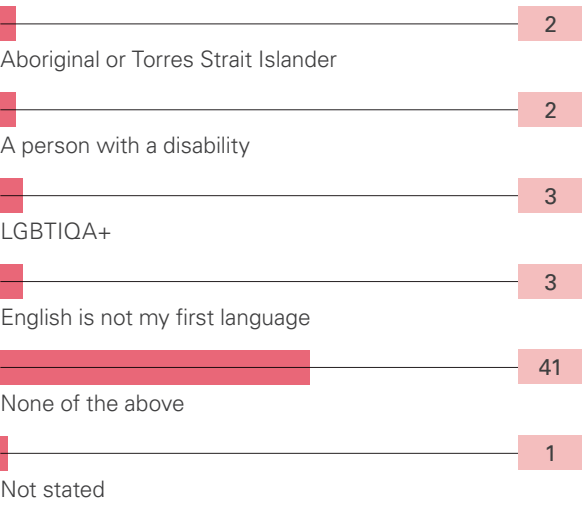 2
Aboriginal or Torres Strait Islander
2
A person with a disability
3
LGBTIQA+
3
English is not my first language
41
None of the above
1
Not stated